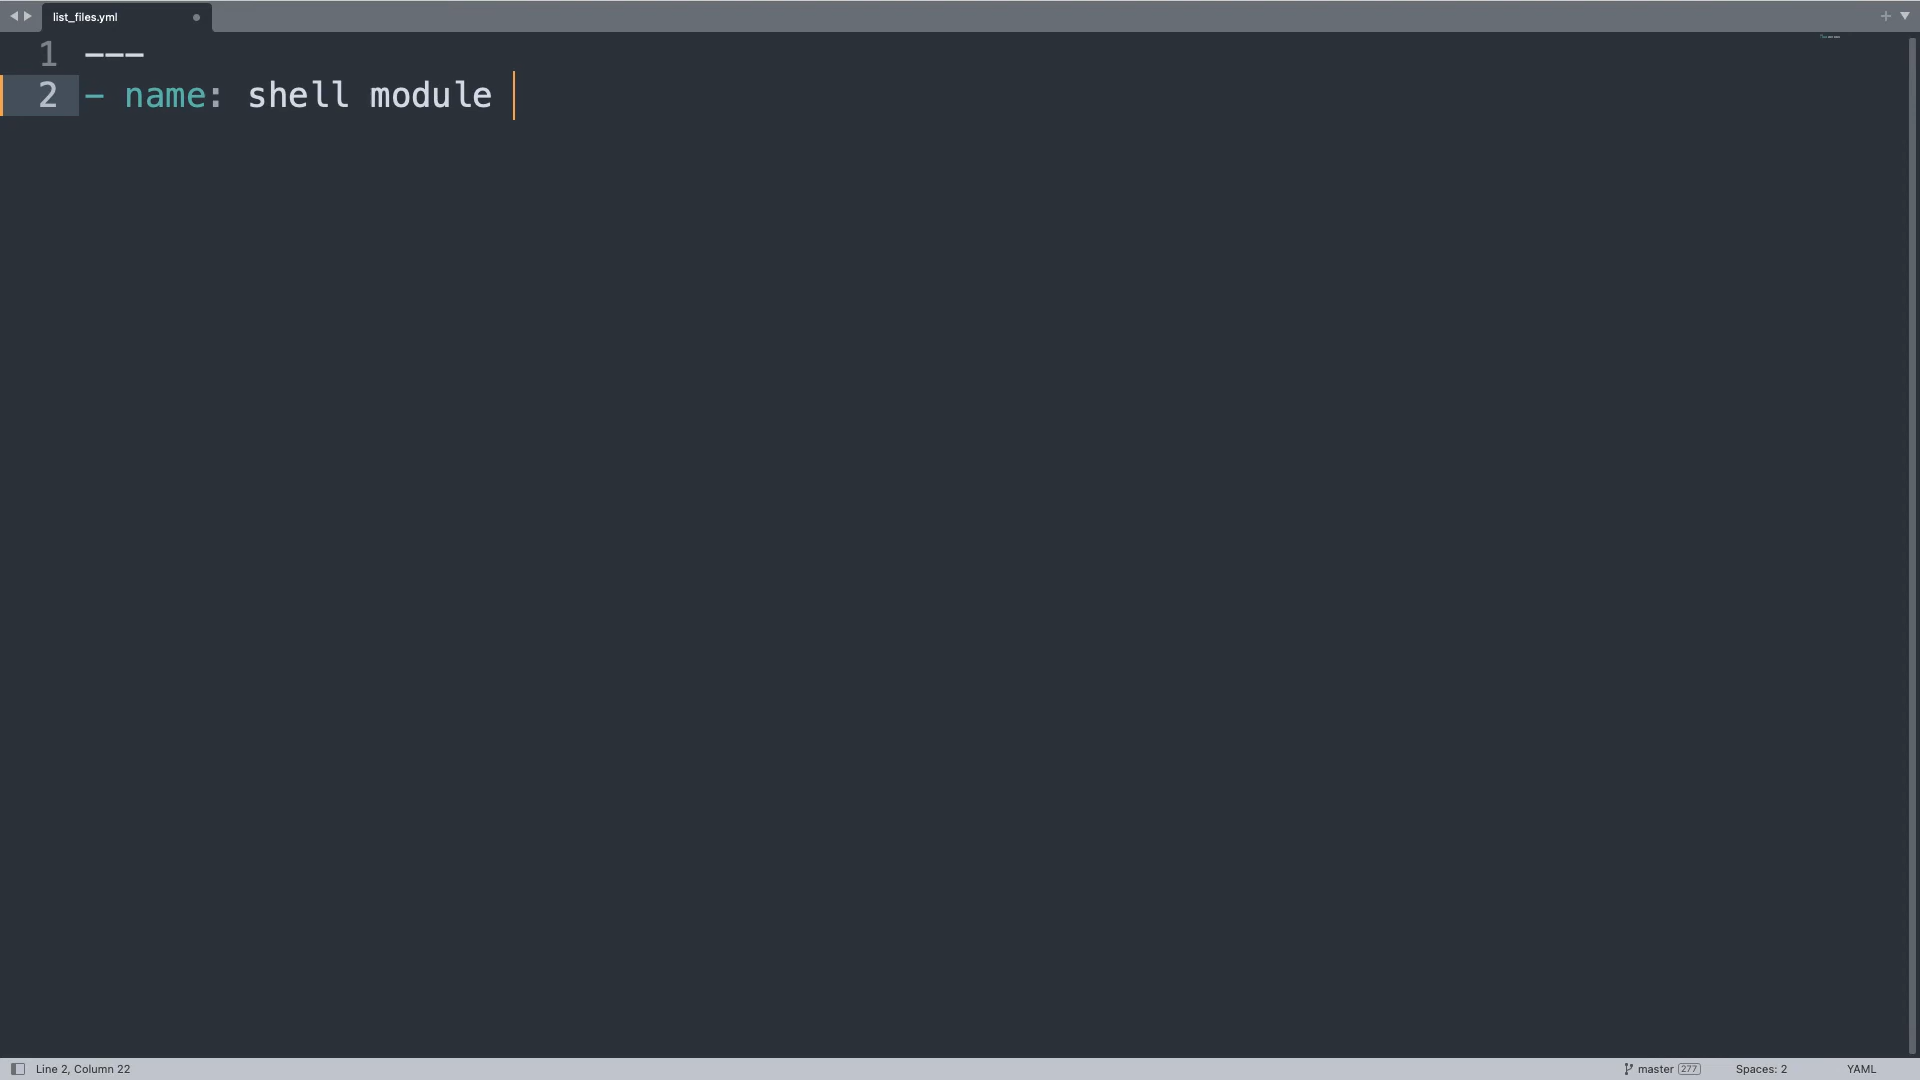 list_files.yml
1 ---
2 - name: shell module
Line 2, Column 22
master 277
Spaces: 2
YAML